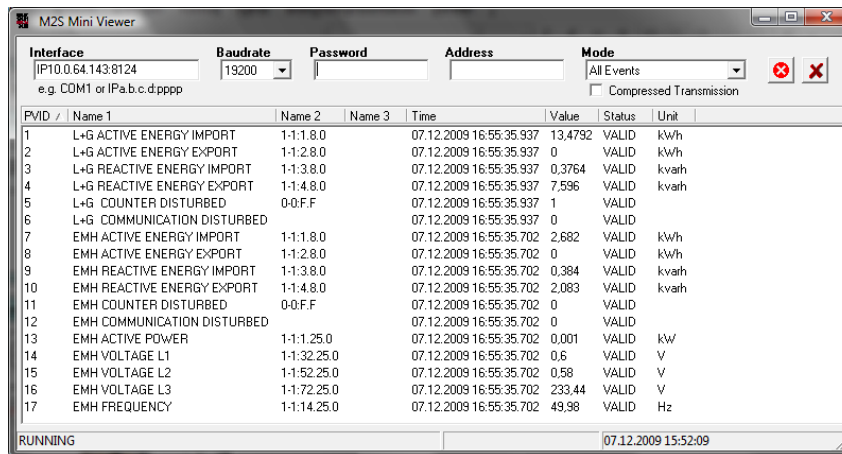 M2S Mini Viewer
Interface Baudrate Password Address Mode
IP10.0.64.143:8124 19200 All Events
e.g. COM1 or IPa.b.c.d:pppp Compressed Transmission
PVID / Name 1 Name 2 Name 3 Time Value Status Unit
1 L+G ACTIVE ENERGY IMPORT 1-1:1.8.0 07.12.2009 16:55:35.937 13,4792 VALID kWh
2 L+G ACTIVE ENERGY EXPORT 1-1:2.8.0 07.12.2009 16:55:35.937 0 VALID kWh
3 L+G REACTIVE ENERGY IMPORT 1-1:3.8.0 07.12.2009 16:55:35.937 0,3764 VALID kvarh
4 L+G REACTIVE ENERGY EXPORT 1-1:4.8.0 07.12.2009 16:55:35.937 7,596 VALID kvarh
5 L+G COUNTER DISTURBED 0-0:F.F 07.12.2009 16:55:35.937 1 VALID
6 L+G COMMUNICATION DISTURBED 07.12.2009 16:55:35.937 0 VALID
7 EMH ACTIVE ENERGY IMPORT 1-1:1.8.0 07.12.2009 16:55:35.702 2,682 VALID kWh
8 EMH ACTIVE ENERGY EXPORT 1-1:2.8.0 07.12.2009 16:55:35.702 0 VALID kWh
9 EMH REACTIVE ENERGY IMPORT 1-1:3.8.0 07.12.2009 16:55:35.702 0,384 VALID kvarh
10 EMH REACTIVE ENERGY EXPORT 1-1:4.8.0 07.12.2009 16:55:35.702 2,083 VALID kvarh
11 EMH COUNTER DISTURBED 0-0:F.F 07.12.2009 16:55:35.702 0 VALID
12 EMH COMMUNICATION DISTURBED 07.12.2009 16:55:35.702 0 VALID
13 EMH ACTIVE POWER 1-1:1.25.0 07.12.2009 16:55:35.702 0,001 VALID kW
14 EMH VOLTAGE L1 1-1:32.25.0 07.12.2009 16:55:35.702 0,6 VALID V
15 EMH VOLTAGE L2 1-1:52.25.0 07.12.2009 16:55:35.702 0,58 VALID V
16 EMH VOLTAGE L3 1-1:72.25.0 07.12.2009 16:55:35.702 233,44 VALID V
17 EMH FREQUENCY 1-1:14.25.0 07.12.2009 16:55:35.702 49,98 VALID Hz
RUNNING 07.12.2009 15:52:09